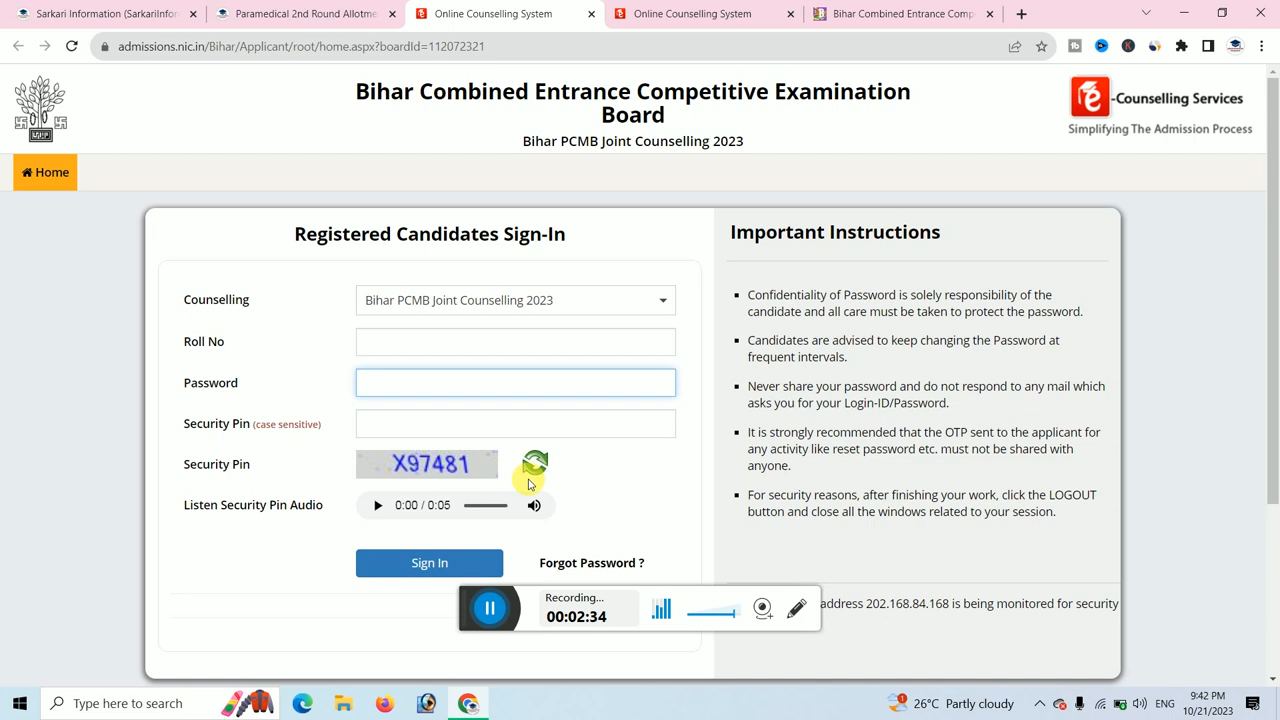 Sarkari Information (SarkariInfor
Paramedical 2nd Round Allotme
Online Counselling System
Online Counselling System
Bihar Combined Entrance Compe
admissions.nic.in/Bihar/Applicant/root/home.aspx?boardId=112072321
Bihar Combined Entrance Competitive Examination
Board
Bihar PCMB Joint Counselling 2023
e-Counselling Services
Simplifying The Admission Process
Home
Registered Candidates Sign-In
Counselling
Bihar PCMB Joint Counselling 2023
Roll No
Password
Security Pin (case sensitive)
Security Pin
X97481
Listen Security Pin Audio
0:00 / 0:05
Sign In
Forgot Password ?
Important Instructions
Confidentiality of Password is solely responsibility of the
candidate and all care must be taken to protect the password.
Candidates are advised to keep changing the Password at
frequent intervals.
Never share your password and do not respond to any mail which
asks you for your Login-ID/Password.
It is strongly recommended that the OTP sent to the applicant for
any activity like reset password etc. must not be shared with
anyone.
For security reasons, after finishing your work, click the LOGOUT
button and close all the windows related to your session.
address 202.168.84.168 is being monitored for security
Recording...
00:02:34
Type here to search
26°C Partly cloudy
ENG
9:42 PM
10/21/2023